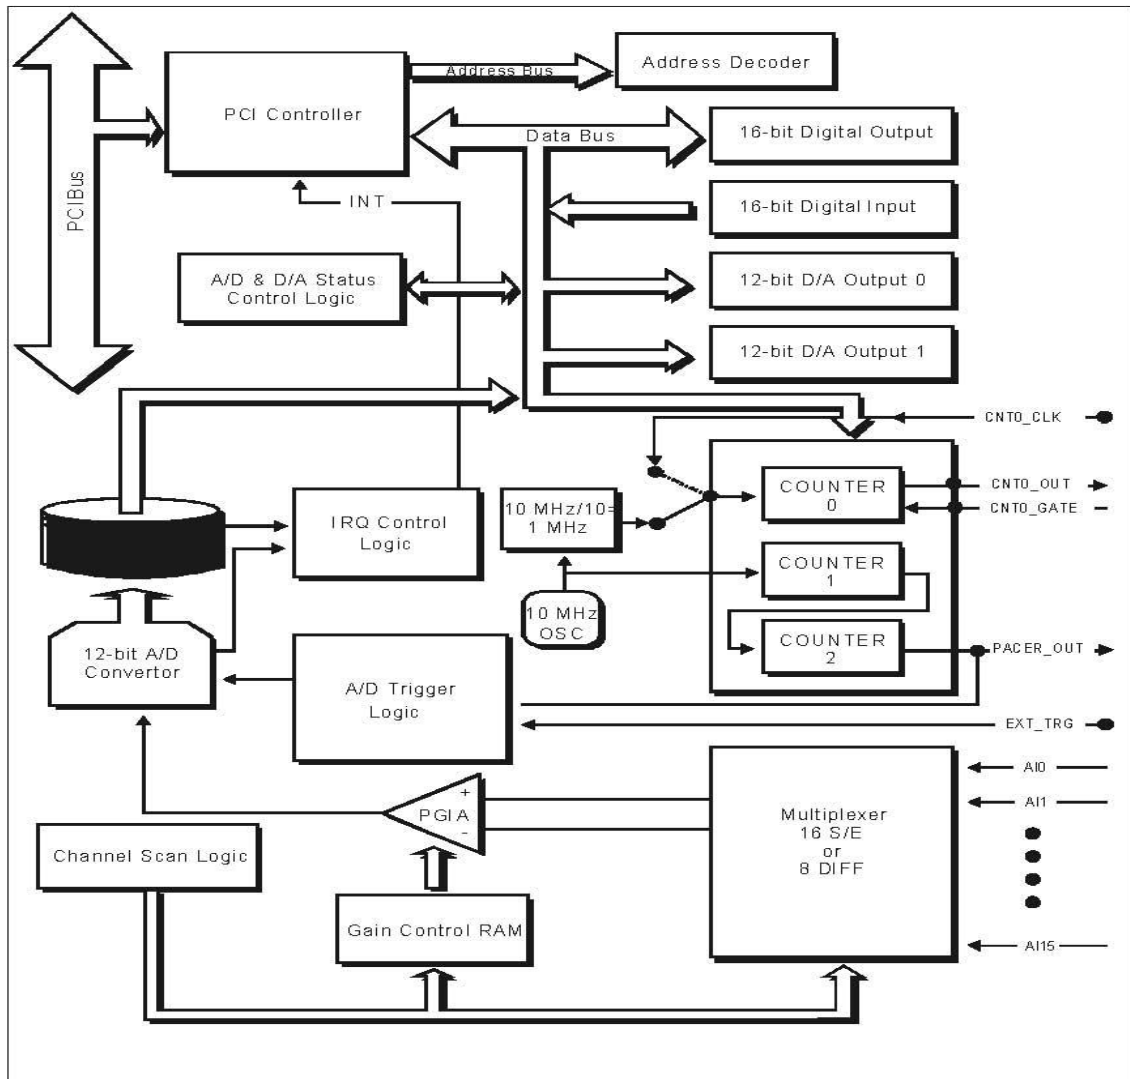 Address Bus
Address Decoder
PCI Controller
Data Bus
16-bit Digital Output
PCIBus
INT
16-bit Digital Input
A/D & D/A Status
Control Logic
12-bit D/A Output 0
12-bit D/A Output 1
CNT0_CLK
COUNTER
0
CNT0_OUT
CNT0_GATE
10 MHz/10=
1 MHz
IRQ Control
Logic
COUNTER
1
10 MHz
OSC
COUNTER
2
PACER_OUT
12-bit A/D
Convertor
A/D Trigger
Logic
EXT_TRG
AI0
+
PGIA
-
AI1
Multiplexer
16 S/E
or
8 DIFF
Channel Scan Logic
Gain Control RAM
AI15